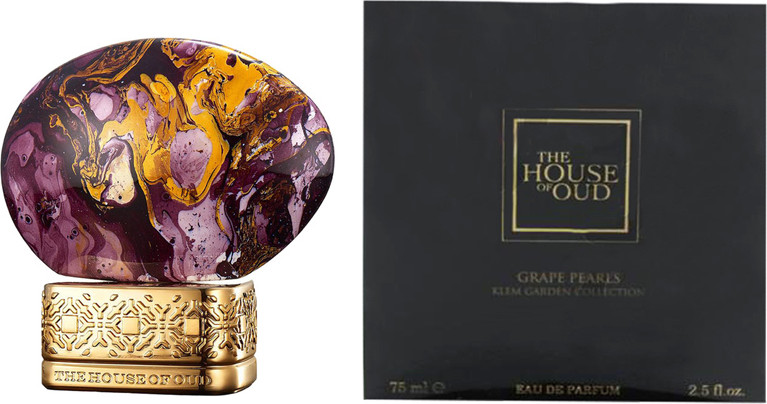 THE HOUSE OF OUD
THE
HOUSE
OF OUD
GRAPE PEARLS
KLEM GARDEN COLLECTION
75 ml ℮
EAU DE PARFUM
2.5 fl.oz.